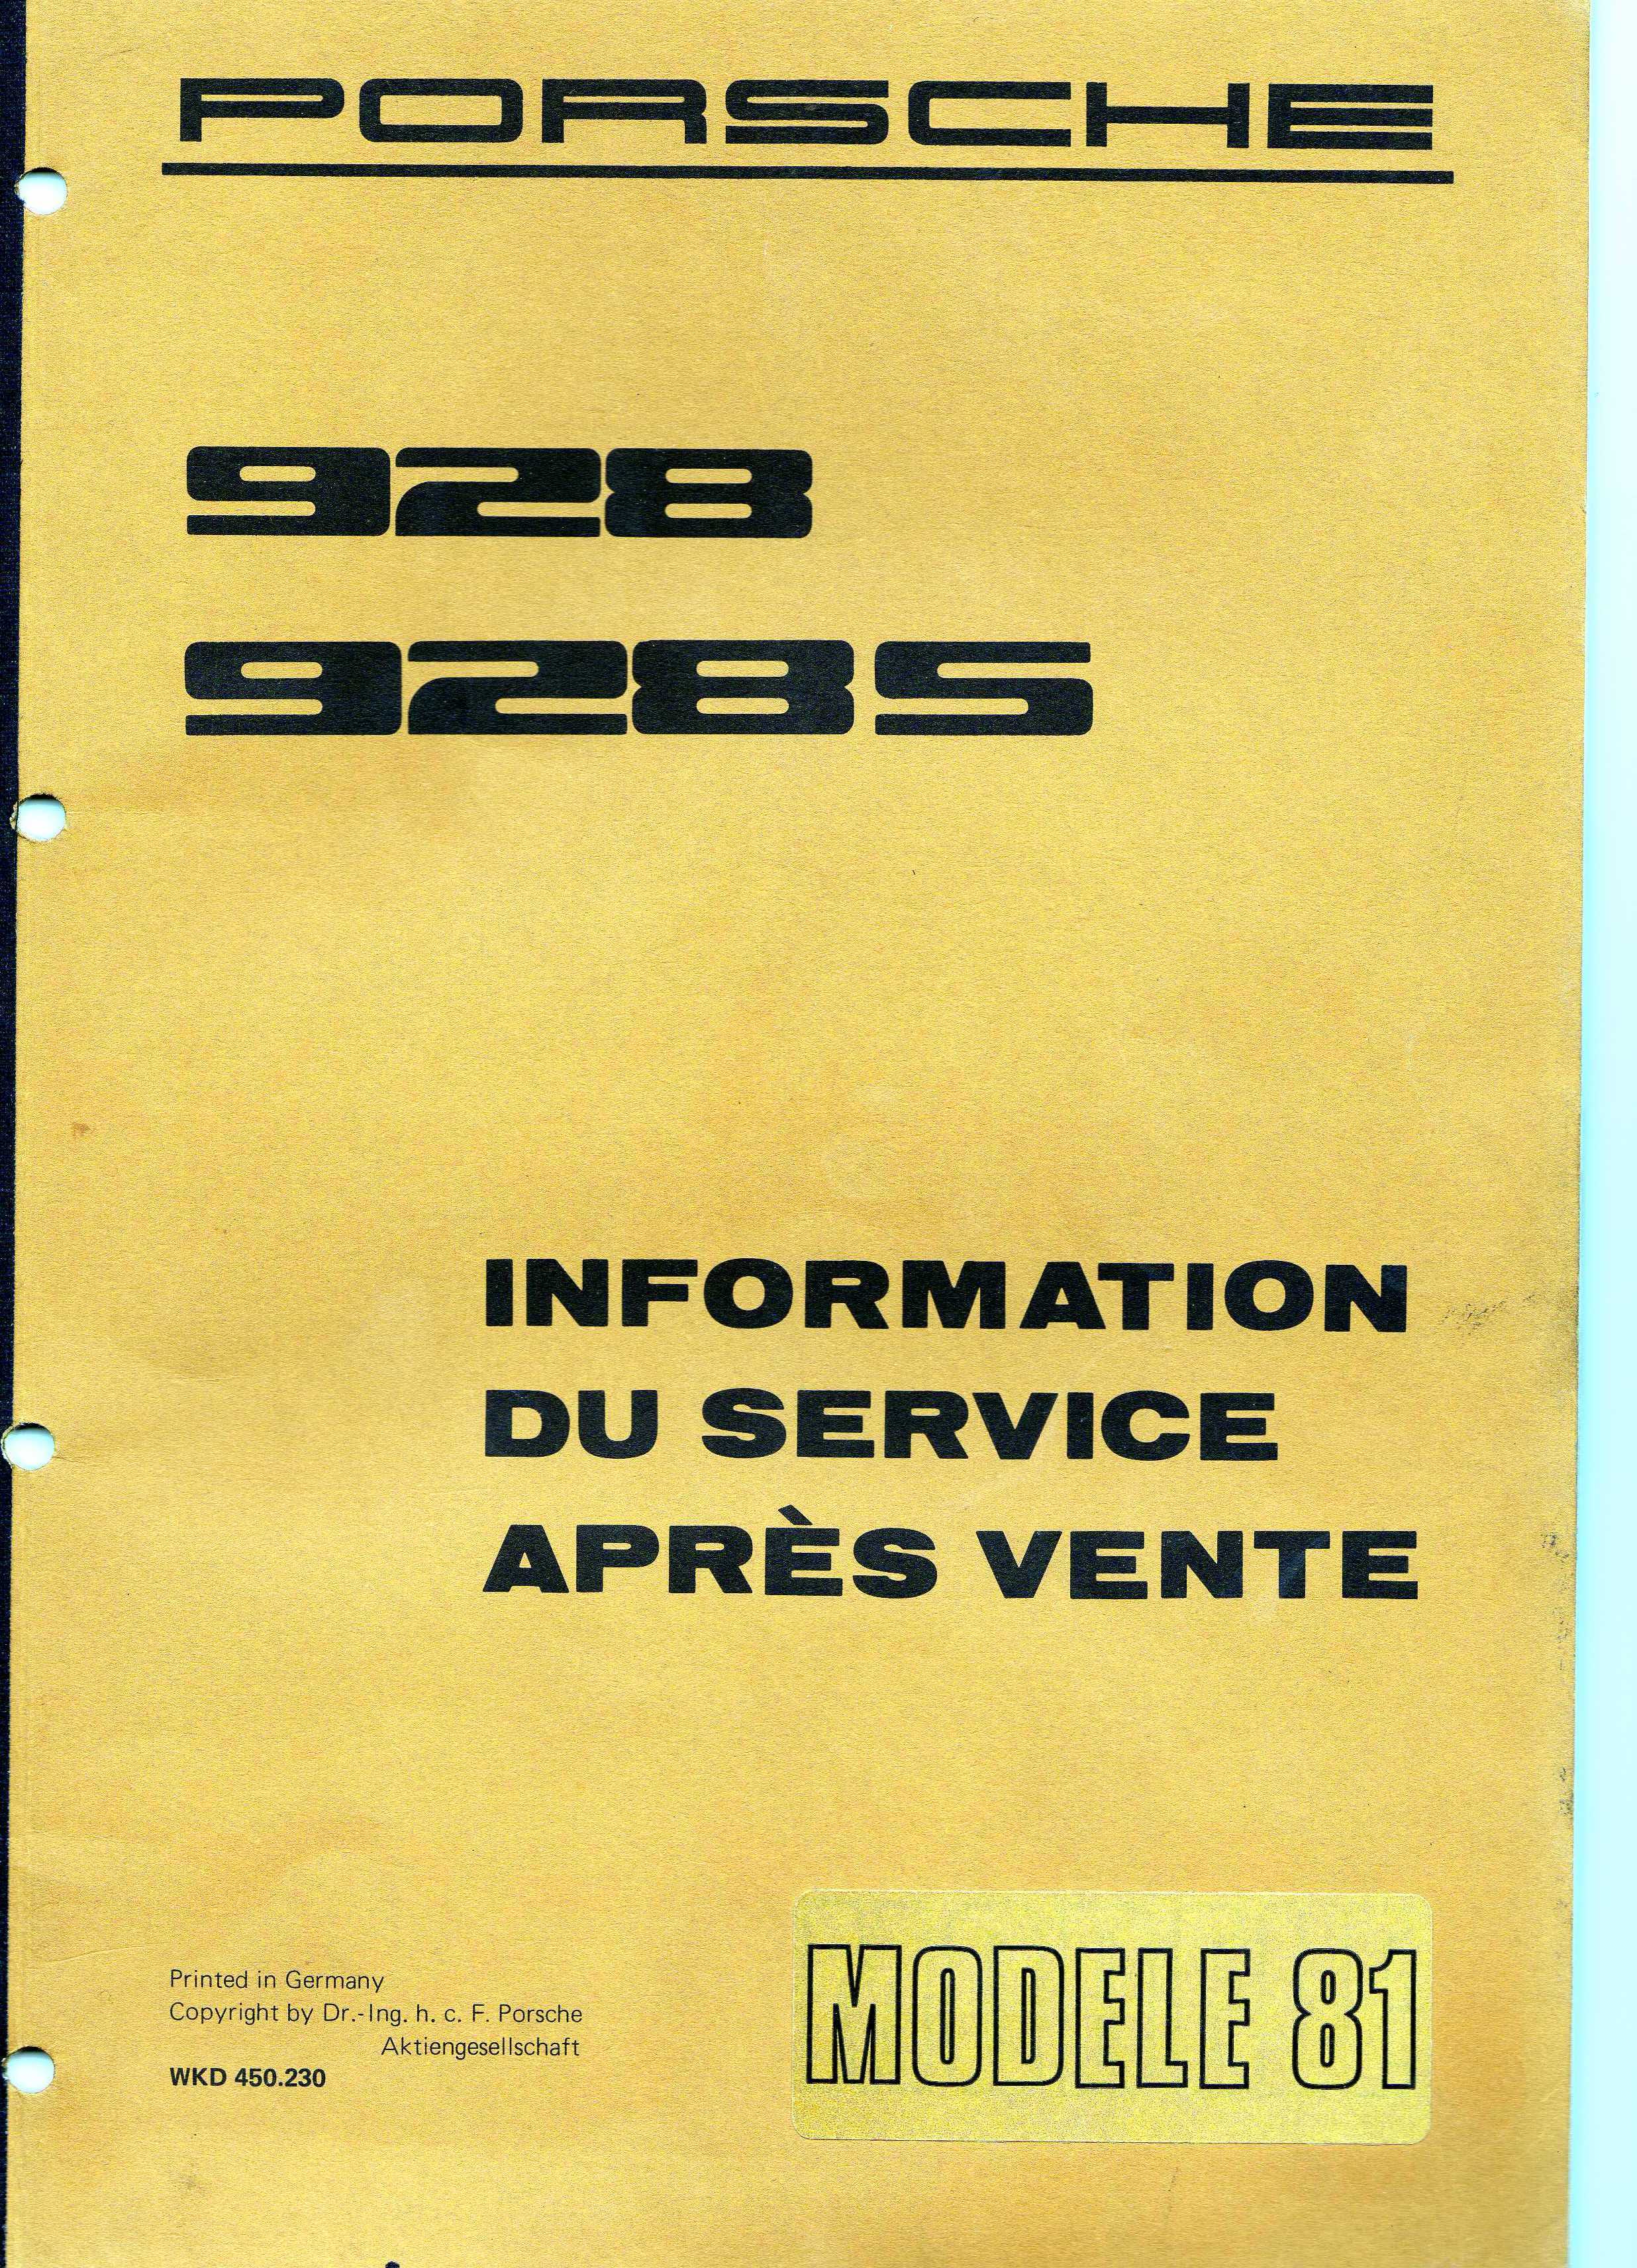 PORSCHE
928
928S
INFORMATION
DU SERVICE
APRÈS VENTE
Printed in Germany
Copyright by Dr.-Ing. h. c. F. Porsche
Aktiengesellschaft
WKD 450.230
MODELE 81